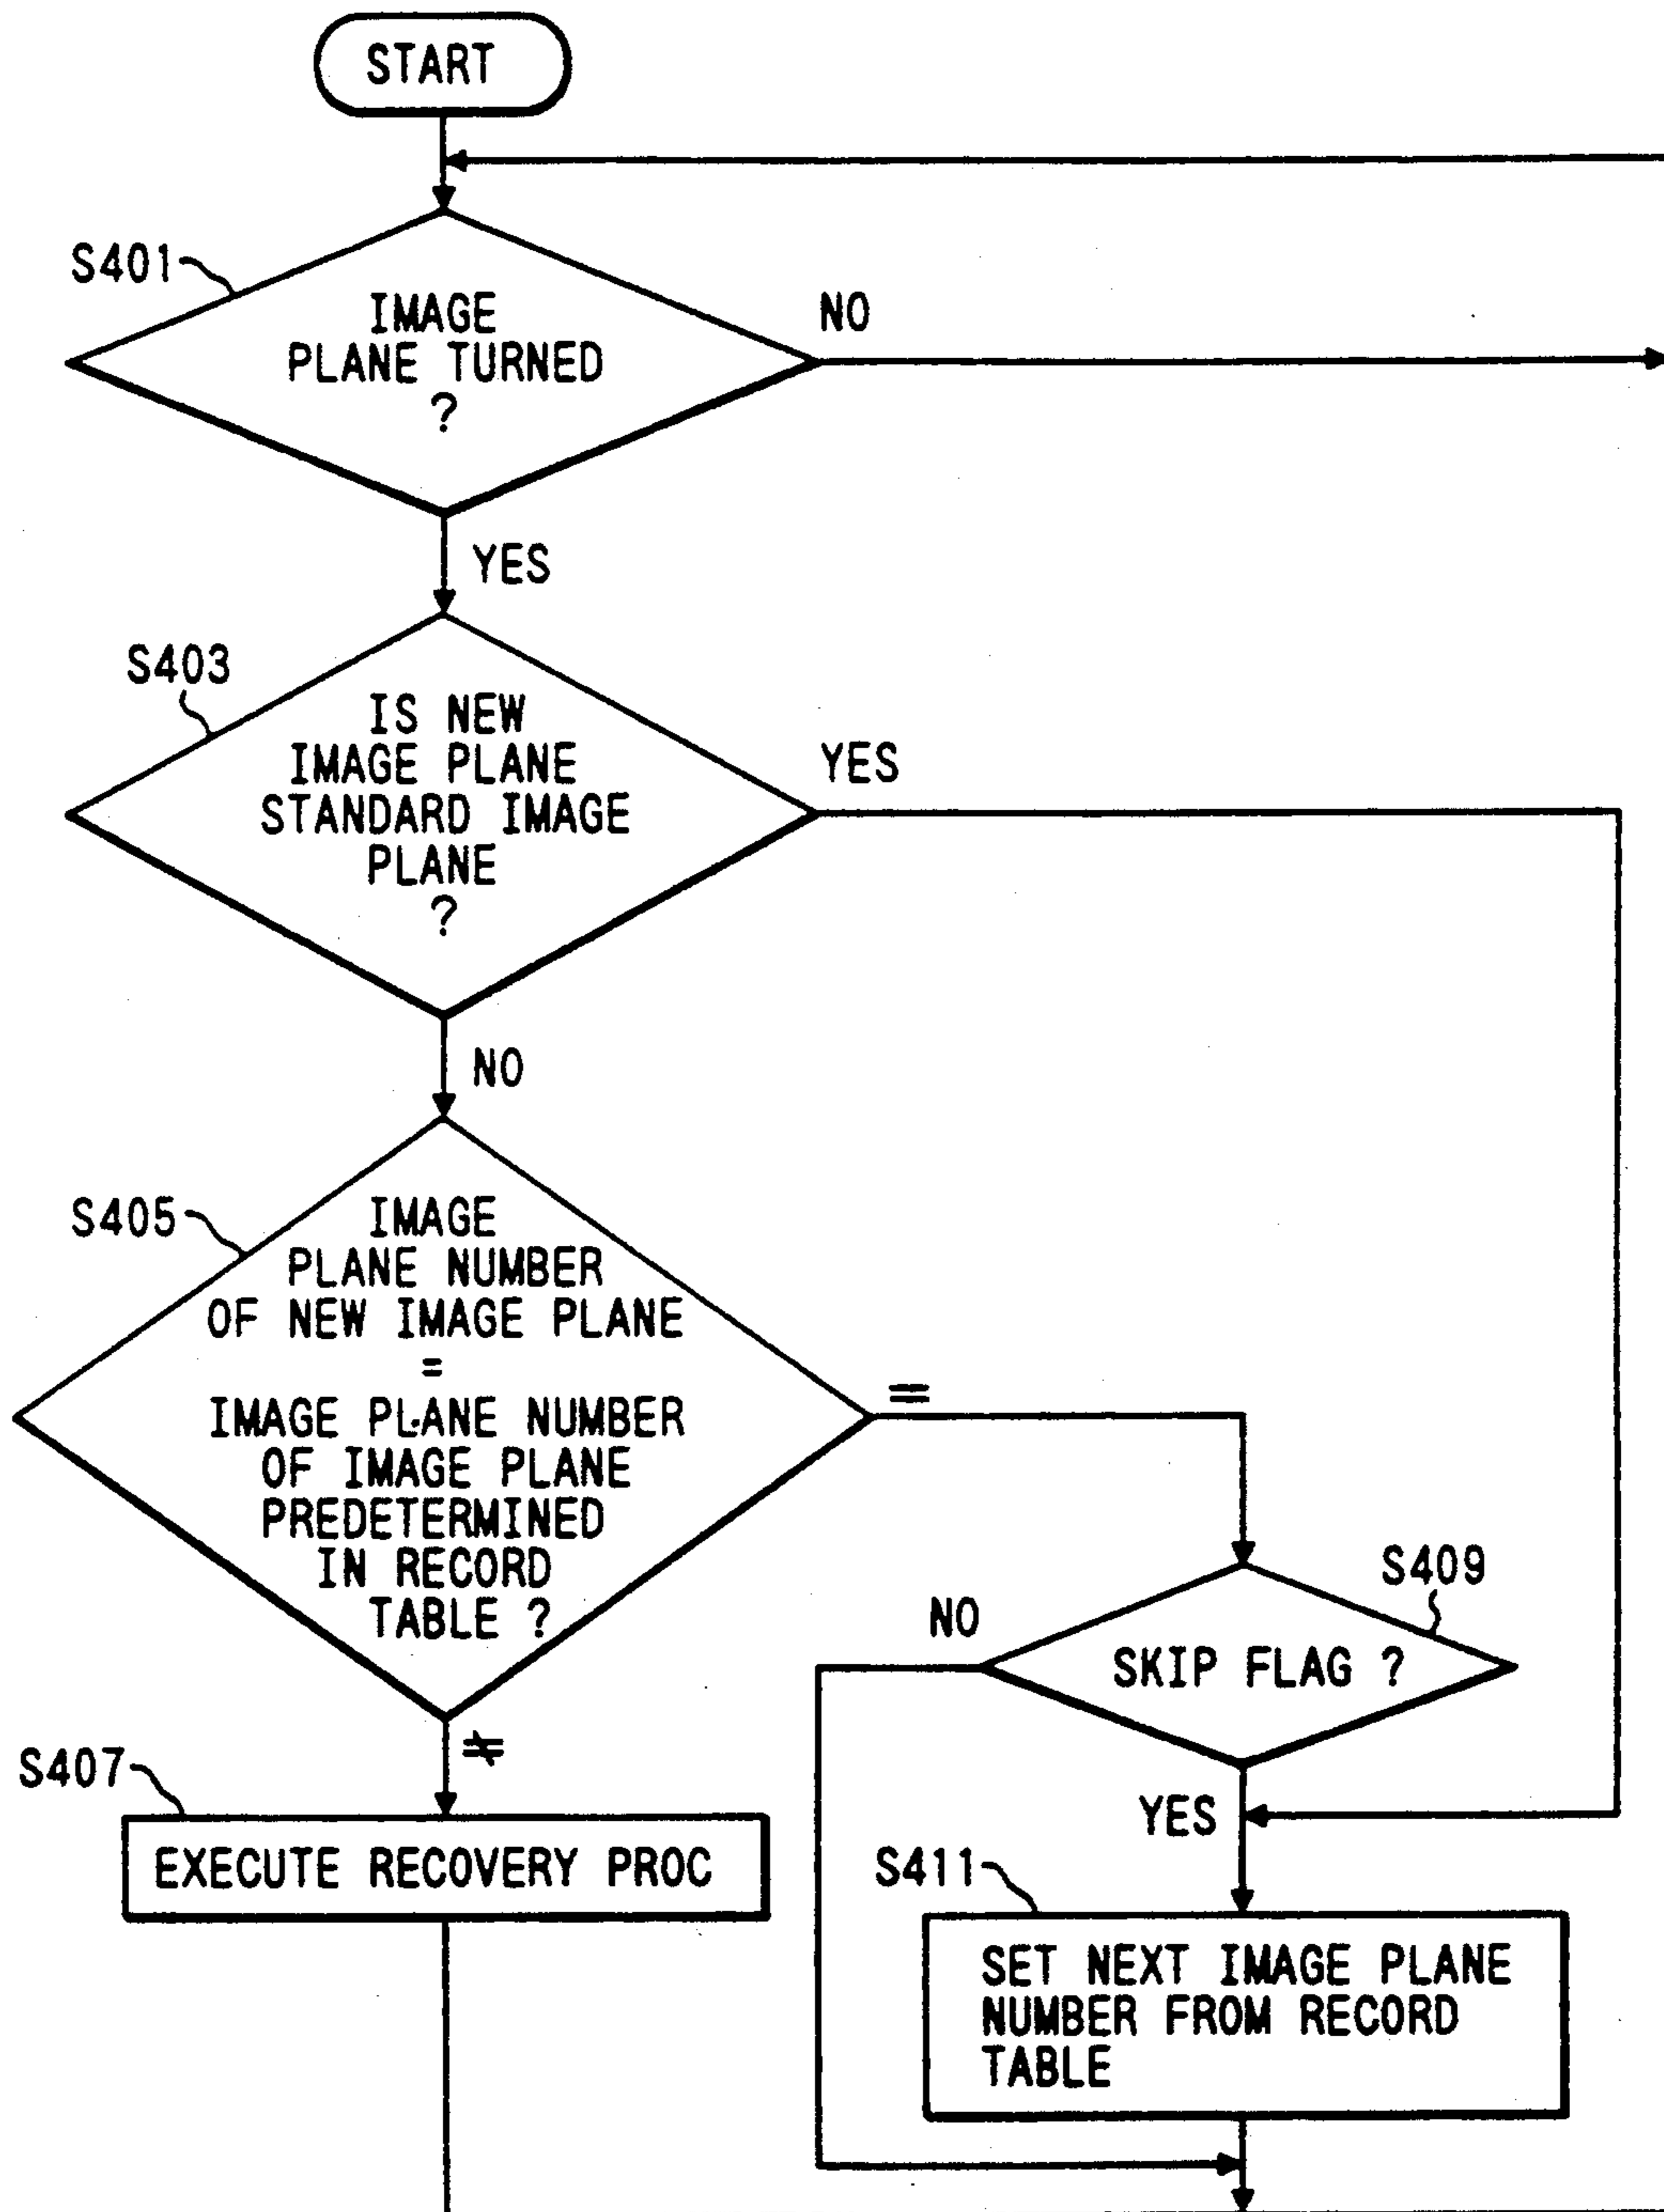 START
S401
IMAGE
PLANE TURNED
?
NO
YES
S403
IS NEW
IMAGE PLANE
STANDARD IMAGE
PLANE
?
YES
NO
S405
IMAGE
PLANE NUMBER
OF NEW IMAGE PLANE
=
IMAGE PLANE NUMBER
OF IMAGE PLANE
PREDETERMINED
IN RECORD
TABLE ?
=
≠
S409
SKIP FLAG ?
NO
YES
S407
EXECUTE RECOVERY PROC
S411
SET NEXT IMAGE PLANE
NUMBER FROM RECORD
TABLE